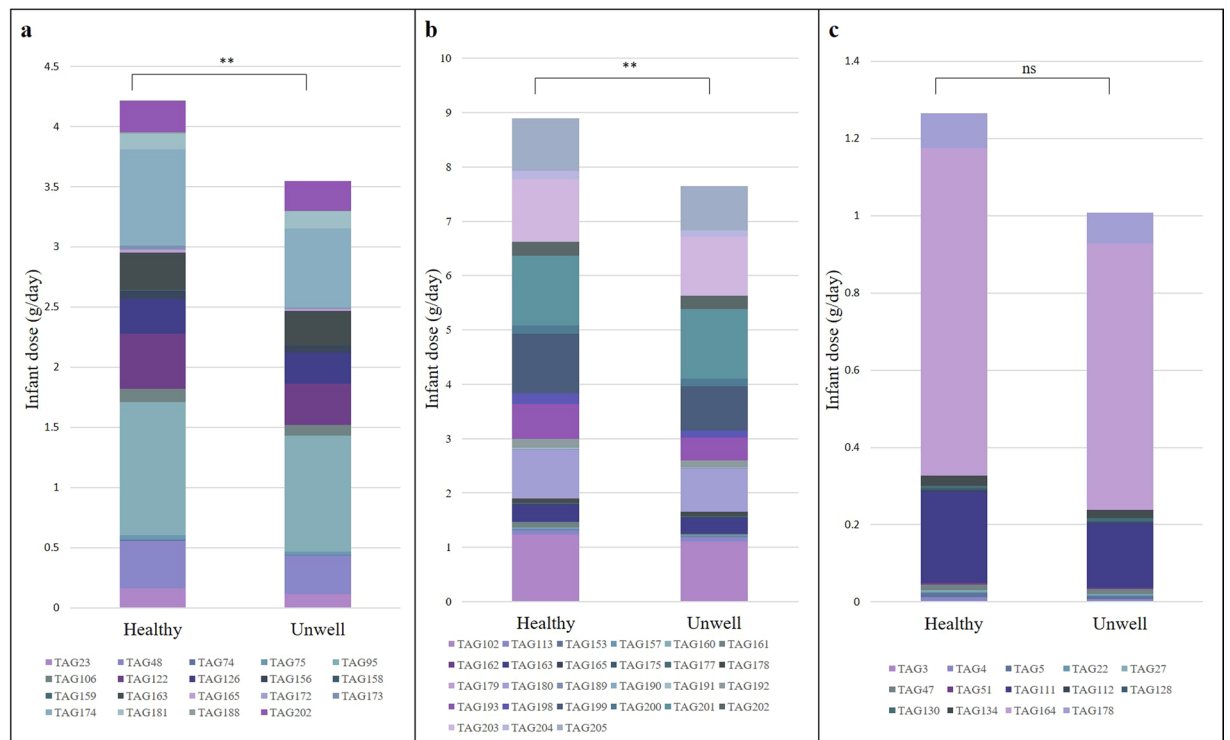 a
**
4.5
4
3.5
3
2.5
2
1.5
1
0.5
0
Infant dose (g/day)
Healthy Unwell
TAG23 TAG48 TAG74 TAG75 TAG95
TAG106 TAG122 TAG126 TAG156 TAG158
TAG159 TAG163 TAG165 TAG172 TAG173
TAG174 TAG181 TAG188 TAG202
b
**
10
9
8
7
6
5
4
3
2
1
0
Infant dose (g/day)
Healthy Unwell
TAG102 TAG113 TAG153 TAG157 TAG160 TAG161
TAG162 TAG163 TAG165 TAG175 TAG177 TAG178
TAG179 TAG180 TAG189 TAG190 TAG191 TAG192
TAG193 TAG198 TAG199 TAG200 TAG201 TAG202
TAG203 TAG204 TAG205
c
ns
1.4
1.2
1
0.8
0.6
0.4
0.2
0
Infant dose (g/day)
Healthy Unwell
TAG3 TAG4 TAG5 TAG22 TAG27
TAG47 TAG51 TAG111 TAG112 TAG128
TAG130 TAG134 TAG164 TAG178